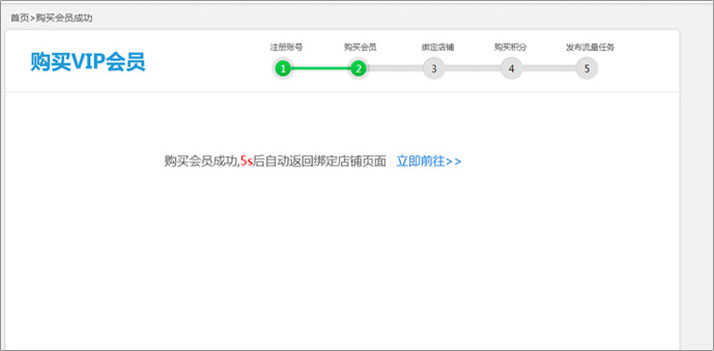 首页>购买会员成功
购买VIP会员
注册账号 购买会员 绑定店铺 购买积分 发布流量任务
1 2 3 4 5
购买会员成功,5s后自动返回绑定店铺页面 立即前往>>